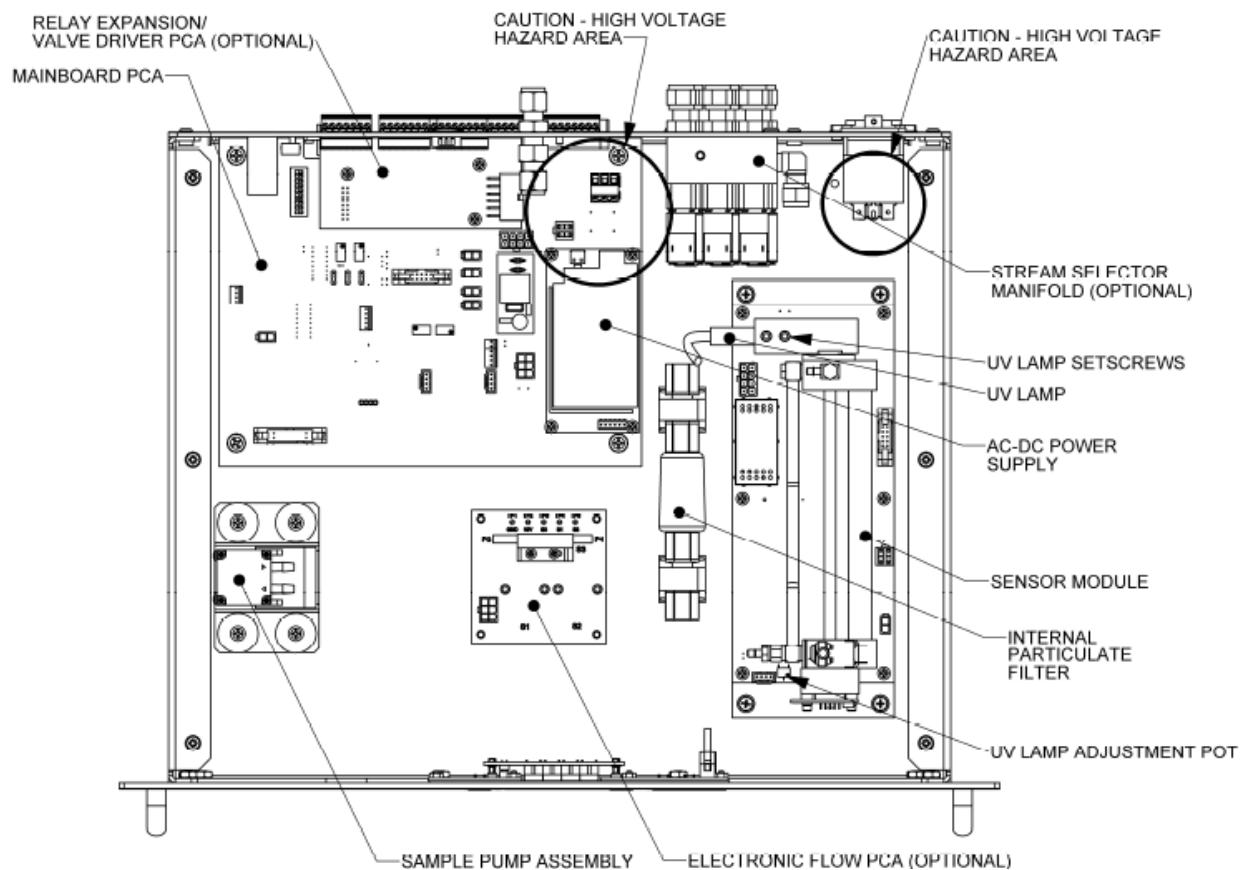 RELAY EXPANSION/
VALVE DRIVER PCA (OPTIONAL)
MAINBOARD PCA
CAUTION - HIGH VOLTAGE
HAZARD AREA
CAUTION - HIGH VOLTAGE
HAZARD AREA
STREAM SELECTOR
MANIFOLD (OPTIONAL)
UV LAMP SETSCREWS
UV LAMP
AC-DC POWER
SUPPLY
SENSOR MODULE
INTERNAL
PARTICULATE
FILTER
UV LAMP ADJUSTMENT POT
SAMPLE PUMP ASSEMBLY
ELECTRONIC FLOW PCA (OPTIONAL)